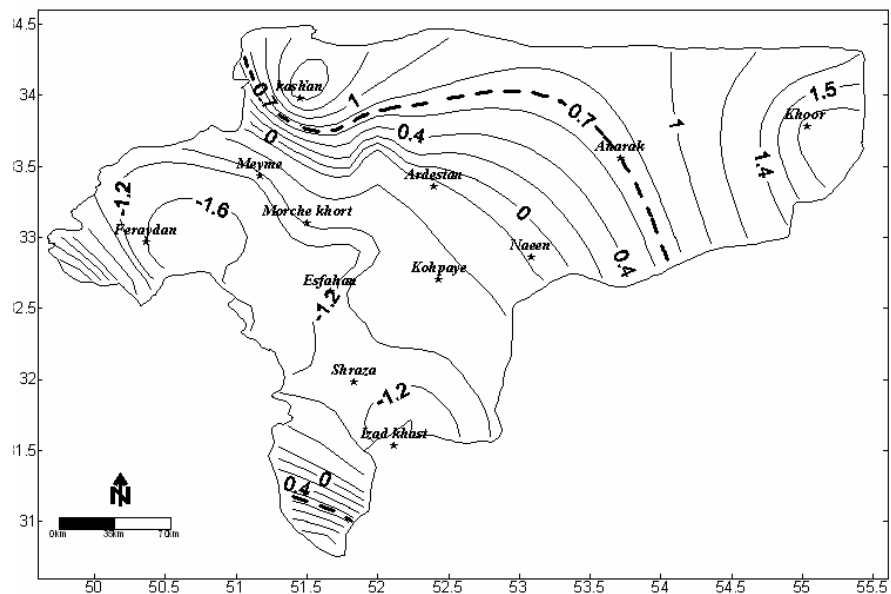 34.5
34
33.5
33
32.5
32
31.5
31
50
50.5
51
51.5
52
52.5
53
53.5
54
54.5
55
55.5
kashan
0.7
1
0
0.4
0.7
Anarak
1
1.5
Khoor
1.4
Meyme
Ardestan
-1.2
-1.6
Feraydan
Morche khort
0
Naeen
0.4
Kohpaye
Esfahan
-1.2
Shraza
-1.2
Izad khast
0
0.4
N
0km
35km
70km